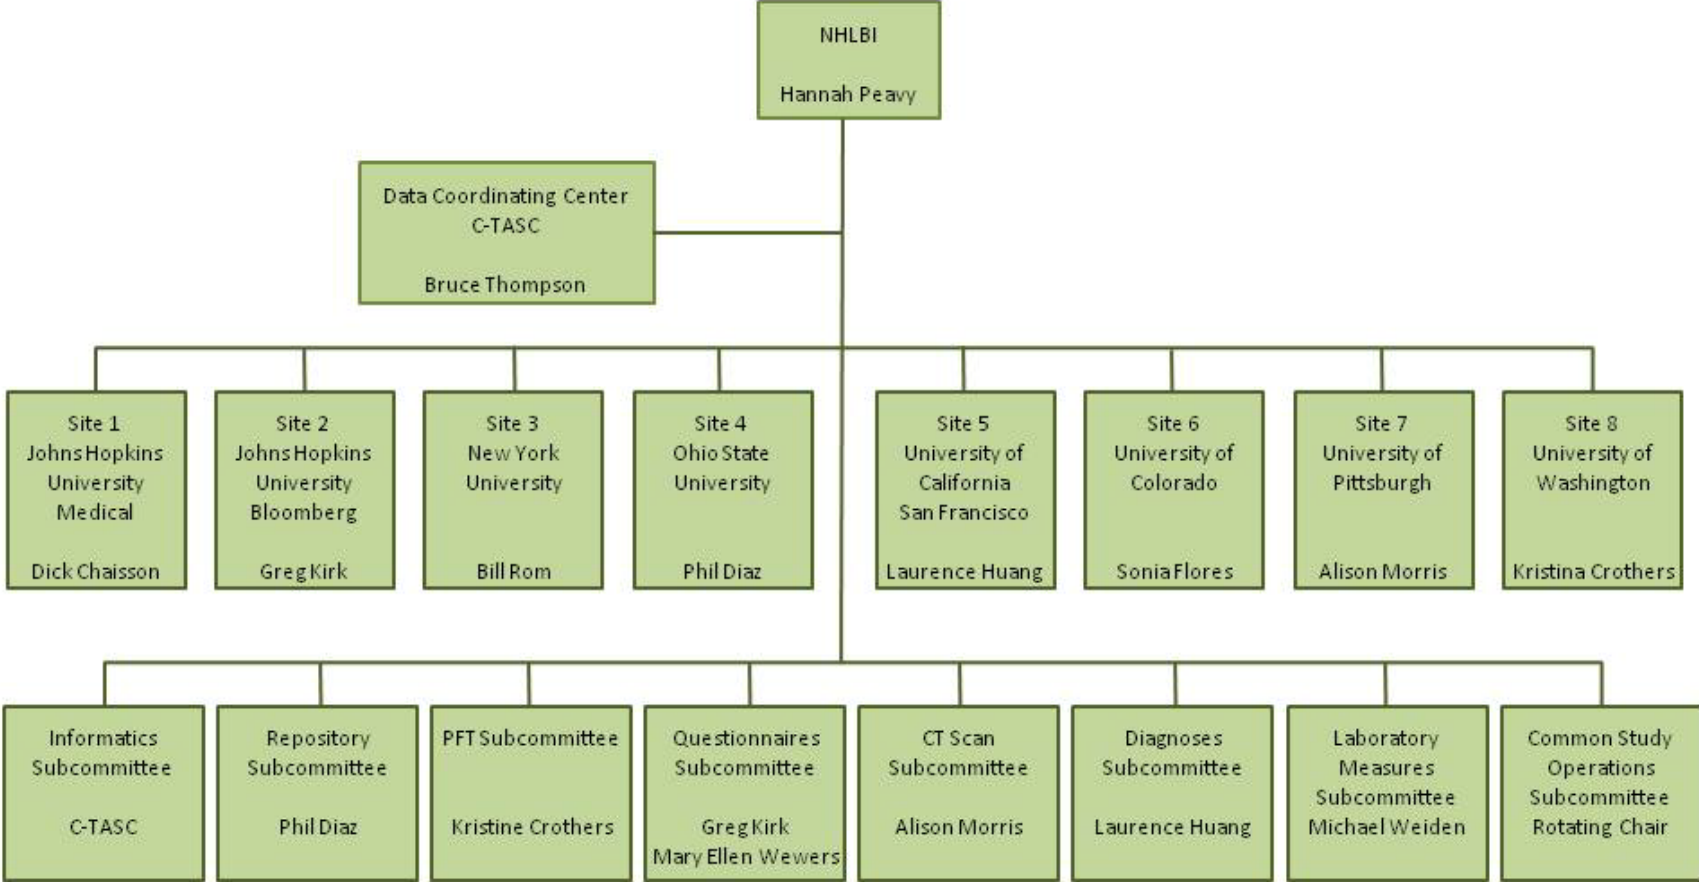 NHLBI
Hannah Peavy
Data Coordinating Center
C-TASC
Bruce Thompson
Site 1
Johns Hopkins
University
Medical
Dick Chaisson
Site 2
Johns Hopkins
University
Bloomberg
Greg Kirk
Site 3
New York
University
Bill Rom
Site 4
Ohio State
University
Phil Diaz
Site 5
University of
California
San Francisco
Laurence Huang
Site 6
University of
Colorado
Sonia Flores
Site 7
University of
Pittsburgh
Alison Morris
Site 8
University of
Washington
Kristina Crothers
Informatics
Subcommittee
C-TASC
Repository
Subcommittee
Phil Diaz
PFT Subcommittee
Kristine Crothers
Questionnaires
Subcommittee
Greg Kirk
Mary Ellen Wewers
CT Scan
Subcommittee
Alison Morris
Diagnoses
Subcommittee
Laurence Huang
Laboratory
Measures
Subcommittee
Michael Weiden
Common Study
Operations
Subcommittee
Rotating Chair